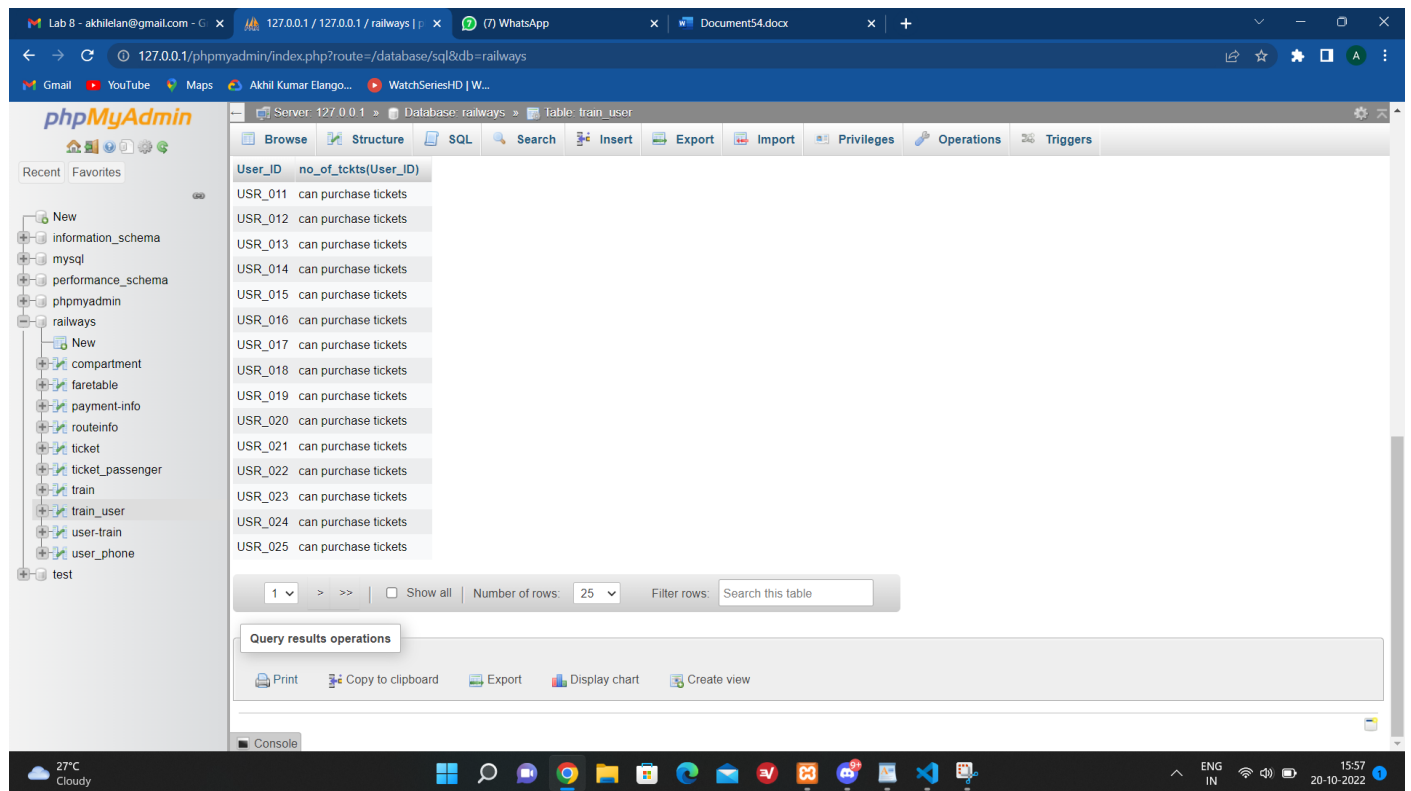 Lab 8 - akhilelan@gmail.com - G
127.0.0.1 / 127.0.0.1 / railways | p
(7) WhatsApp
Document54.docx
127.0.0.1/phpmyadmin/index.php?route=/database/sql&db=railways
A
Gmail
YouTube
Maps
Akhil Kumar Elango...
WatchSeriesHD | W...
phpMyAdmin
Recent
Favorites
New
information_schema
mysql
performance_schema
phpmyadmin
railways
New
compartment
faretable
payment-info
routeinfo
ticket
ticket_passenger
train
train_user
user-train
user_phone
test
Server: 127.0.0.1 » Database: railways » Table: train_user
Browse Structure SQL Search Insert Export Import Privileges Operations Triggers
User_ID no_of_tckts(User_ID)
USR_011 can purchase tickets
USR_012 can purchase tickets
USR_013 can purchase tickets
USR_014 can purchase tickets
USR_015 can purchase tickets
USR_016 can purchase tickets
USR_017 can purchase tickets
USR_018 can purchase tickets
USR_019 can purchase tickets
USR_020 can purchase tickets
USR_021 can purchase tickets
USR_022 can purchase tickets
USR_023 can purchase tickets
USR_024 can purchase tickets
USR_025 can purchase tickets
1 > >> | Show all | Number of rows: 25 Filter rows: Search this table
Query results operations
Print Copy to clipboard Export Display chart Create view
Console
27°C
Cloudy
9+
ENG
IN
15:57
20-10-2022
1